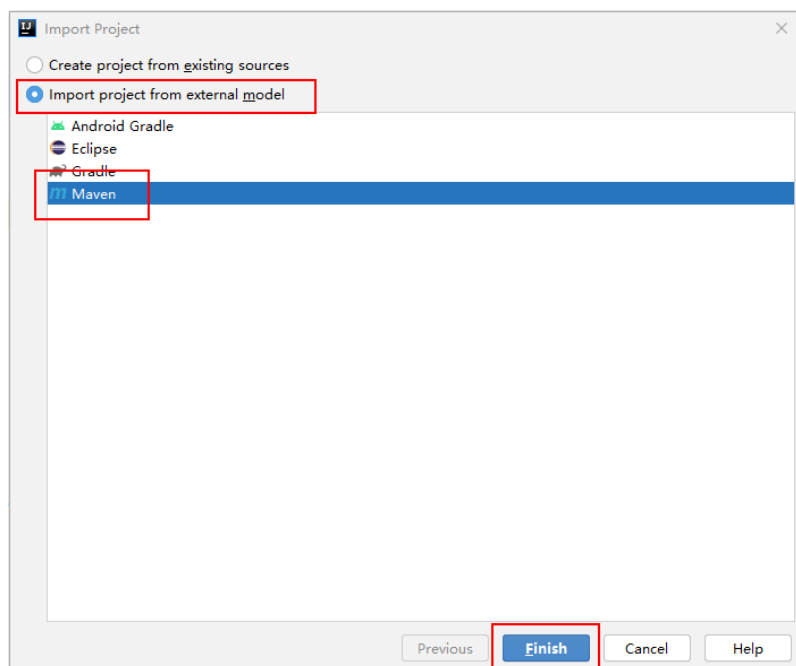 IJ Import Project
Create project from existing sources
Import project from external model
Android Gradle
Eclipse
Gradle
m Maven
Previous Finish Cancel Help